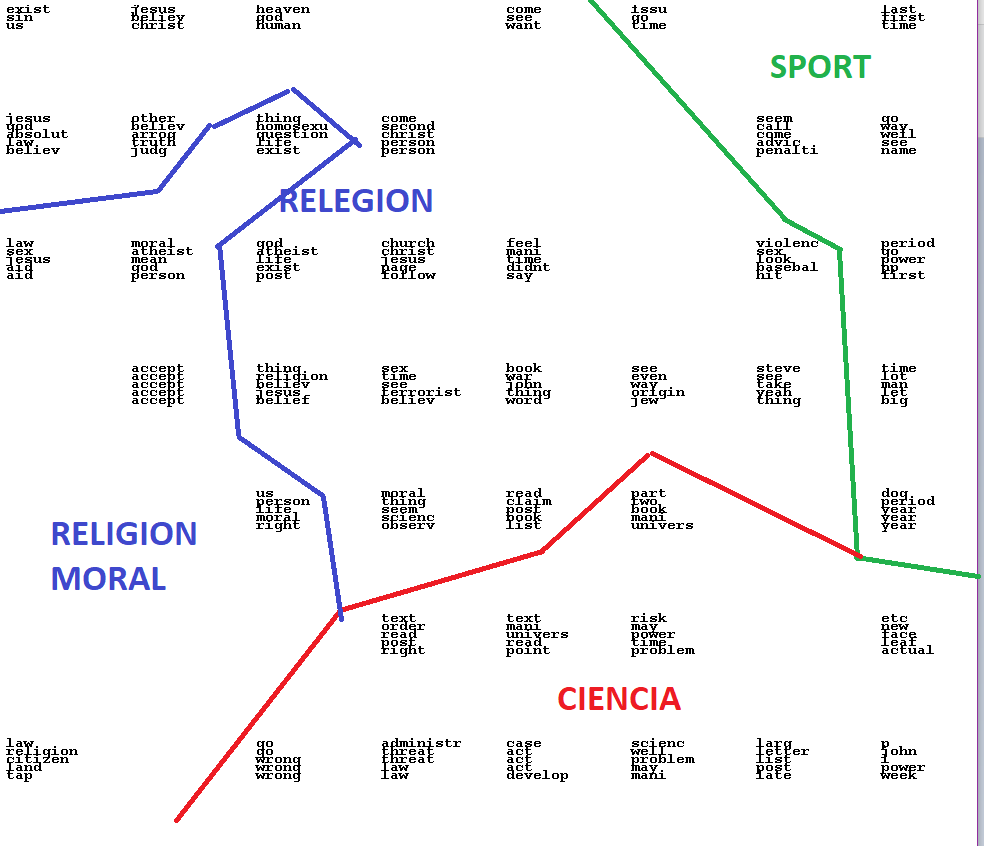 exist
sin
us
jesus
believ
christ
heaven
god
human
come
see
want
issu
go
time
last
first
time
SPORT
jesus
god
absolut
law
believ
other
believ
arrog
truth
judg
thing
homosexu
question
life
exist
come
second
christ
person
person
seem
call
come
advic
penalti
go
way
well
see
name
RELEGION
law
sex
jesus
aid
aid
moral
atheist
mean
god
person
god
atheist
life
exist
post
church
christ
jesus
page
follow
feel
mani
time
didnt
say
violenc
sex
look
basebal
hit
period
go
power
first
accept
accept
accept
accept
accept
thing
religion
believ
jesus
belief
sex
time
see
terrorist
believ
book
war
john
thing
word
see
even
way
origin
jew
steve
see
take
yeah
thing
time
lot
man
let
big
us
person
life
moral
right
moral
thing
seem
scienc
observ
read
claim
post
book
list
part
two
book
mani
univers
dog
period
year
year
year
RELIGION
MORAL
text
order
read
post
right
text
mani
univers
read
point
risk
may
power
time
problem
etc
new
face
leaf
actual
CIENCIA
law
religion
citizen
land
tap
go
go
wrong
wrong
wrong
administr
threat
threat
law
law
case
act
act
act
develop
scienc
well
problem
may
mani
larg
letter
list
post
late
p
john
i
power
week